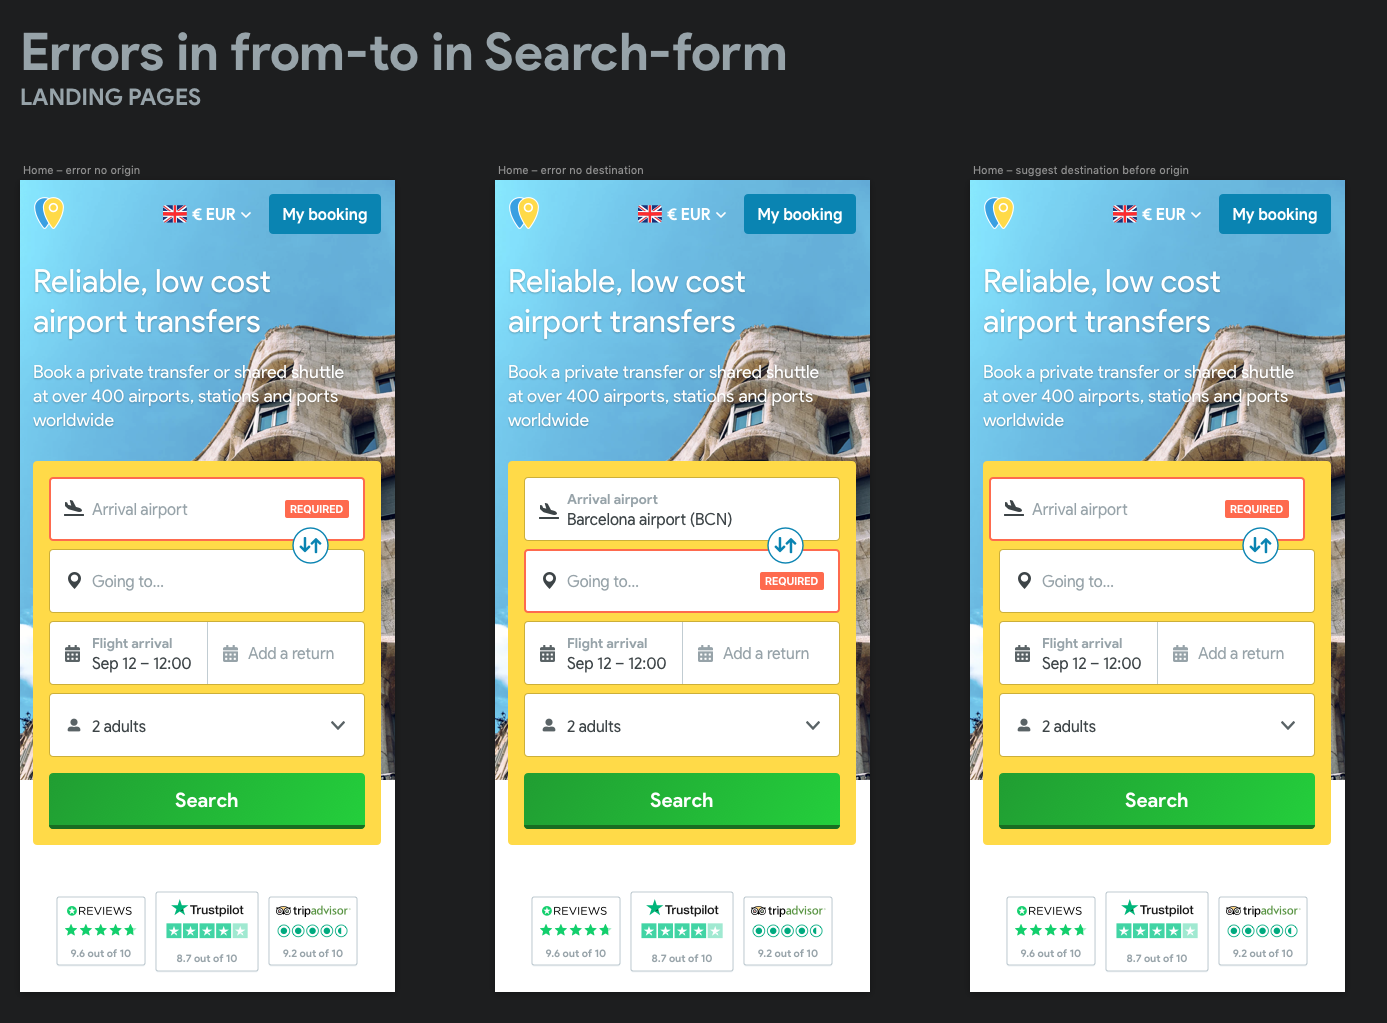 Errors in from-to in Search-form
LANDING PAGES
Home – error no origin
€ EUR
My booking
Reliable, low cost
airport transfers
Book a private transfer or shared shuttle
at over 400 airports, stations and ports
worldwide
Arrival airport
REQUIRED
Going to...
Flight arrival
Sep 12 – 12:00
Add a return
2 adults
Search
REVIEWS
9.6 out of 10
Trustpilot
8.7 out of 10
tripadvisor
9.2 out of 10
Home – error no destination
€ EUR
My booking
Reliable, low cost
airport transfers
Book a private transfer or shared shuttle
at over 400 airports, stations and ports
worldwide
Arrival airport
Barcelona airport (BCN)
Going to...
REQUIRED
Flight arrival
Sep 12 – 12:00
Add a return
2 adults
Search
REVIEWS
9.6 out of 10
Trustpilot
8.7 out of 10
tripadvisor
9.2 out of 10
Home – suggest destination before origin
€ EUR
My booking
Reliable, low cost
airport transfers
Book a private transfer or shared shuttle
at over 400 airports, stations and ports
worldwide
Arrival airport
REQUIRED
Going to...
Flight arrival
Sep 12 – 12:00
Add a return
2 adults
Search
REVIEWS
9.6 out of 10
Trustpilot
8.7 out of 10
tripadvisor
9.2 out of 10